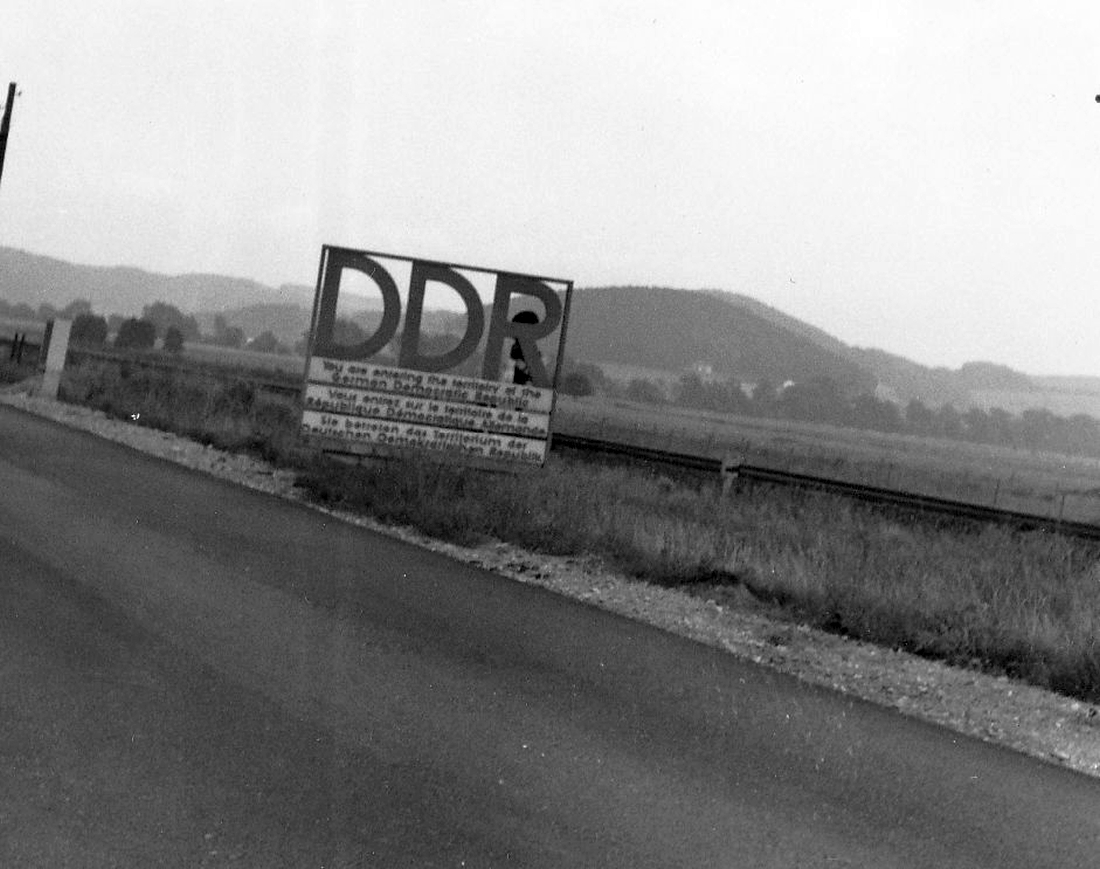 DDR
You are entering the territory of the
German Democratic Republic
Vous entrez sur le territoire de la
République Démocratique Allemande
Sie betreten das Territorium der
Deutschen Demokratischen Republik